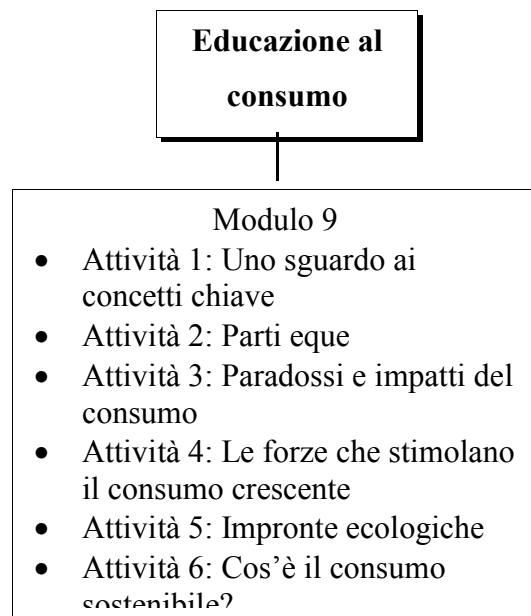 Educazione al
consumo
Modulo 9
• Attività 1: Uno sguardo ai
concetti chiave
• Attività 2: Parti eque
• Attività 3: Paradossi e impatti del
consumo
• Attività 4: Le forze che stimolano
il consumo crescente
• Attività 5: Impronte ecologiche
• Attività 6: Cos’è il consumo
sostenibile?